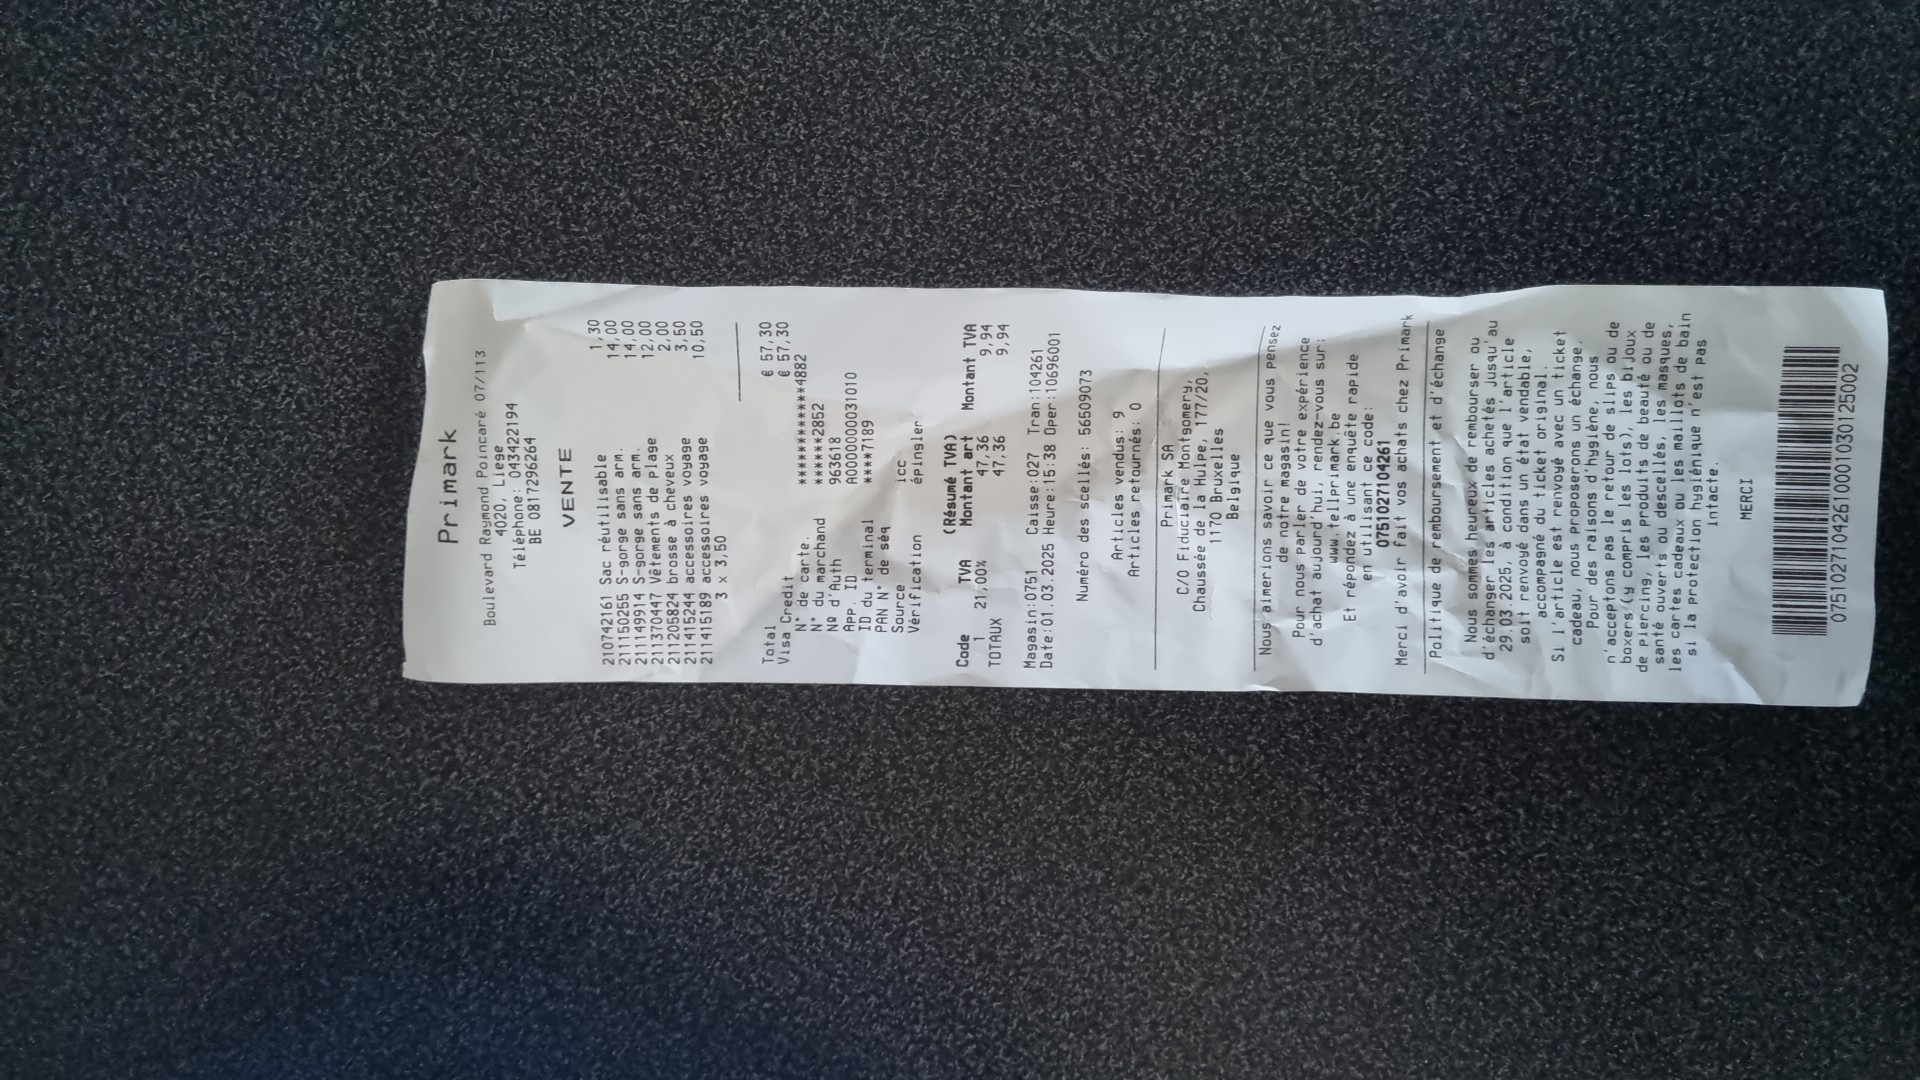 Primark
Boulevard Raymond Poincaré 07/113
4020, Liege
Téléphone: 043422194
BE 0817296264
VENTE
210742161 Sac réutilisable 1,30
211150255 S-gorge sans arm. 14,00
211149914 S-gorge sans arm. 14,00
211370447 Vêtements de plage 12,00
211205824 brosse à cheveux 2,00
211415244 accessoires voyage 3,50
211415189 accessoires voyage 10,50
3 x 3,50
Total € 57,30
Visa Credit € 57,30
N° de carte. ************4882
N° du marchand *****2852
Nº d'Auth 963618
App. ID A0000000031010
ID du terminal ***7189
PAN N° de séq
Source icc
Vérification épingler
(Résumé TVA)
Code TVA Montant art Montant TVA
1 21,00% 47,36 9,94
TOTAUX 47,36 9,94
Magasin:0751 Caisse:027 Tran:104261
Date:01.03.2025 Heure:15:38 Oper:10696001
Numéro des scellés: 56509073
Articles vendus: 9
Articles retournés: 0
Primark SA
C/O Fiduciaire Montgomery,
Chaussée de la Hulpe, 177/20,
1170 Bruxelles
Belgique
Nous aimerions savoir ce que vous pensez
de notre magasin!
Pour nous parler de votre expérience
d'achat aujourd'hui, rendez-vous sur:
www.tellprimark.be
Et répondez à une enquête rapide
en utilisant ce code:
0751027104261
Merci d'avoir fait vos achats chez Primark
Politique de remboursement et d'échange
Nous sommes heureux de rembourser ou
d'échanger les articles achetés jusqu'au
29.03.2025, à condition que l'article
soit renvoyé dans un état vendable,
accompagné du ticket original.
Si l'article est renvoyé avec un ticket
cadeau, nous proposerons un échange.
Pour des raisons d'hygiène, nous
n'acceptons pas le retour de slips ou de
boxers (y compris les lots), les bijoux
de piercing, les produits de beauté ou de
santé ouverts ou descellés, les masques,
les cartes cadeaux ou les maillots de bain
si la protection hygiénique n'est pas
intacte.
MERCI
0751027104261000103​0125002